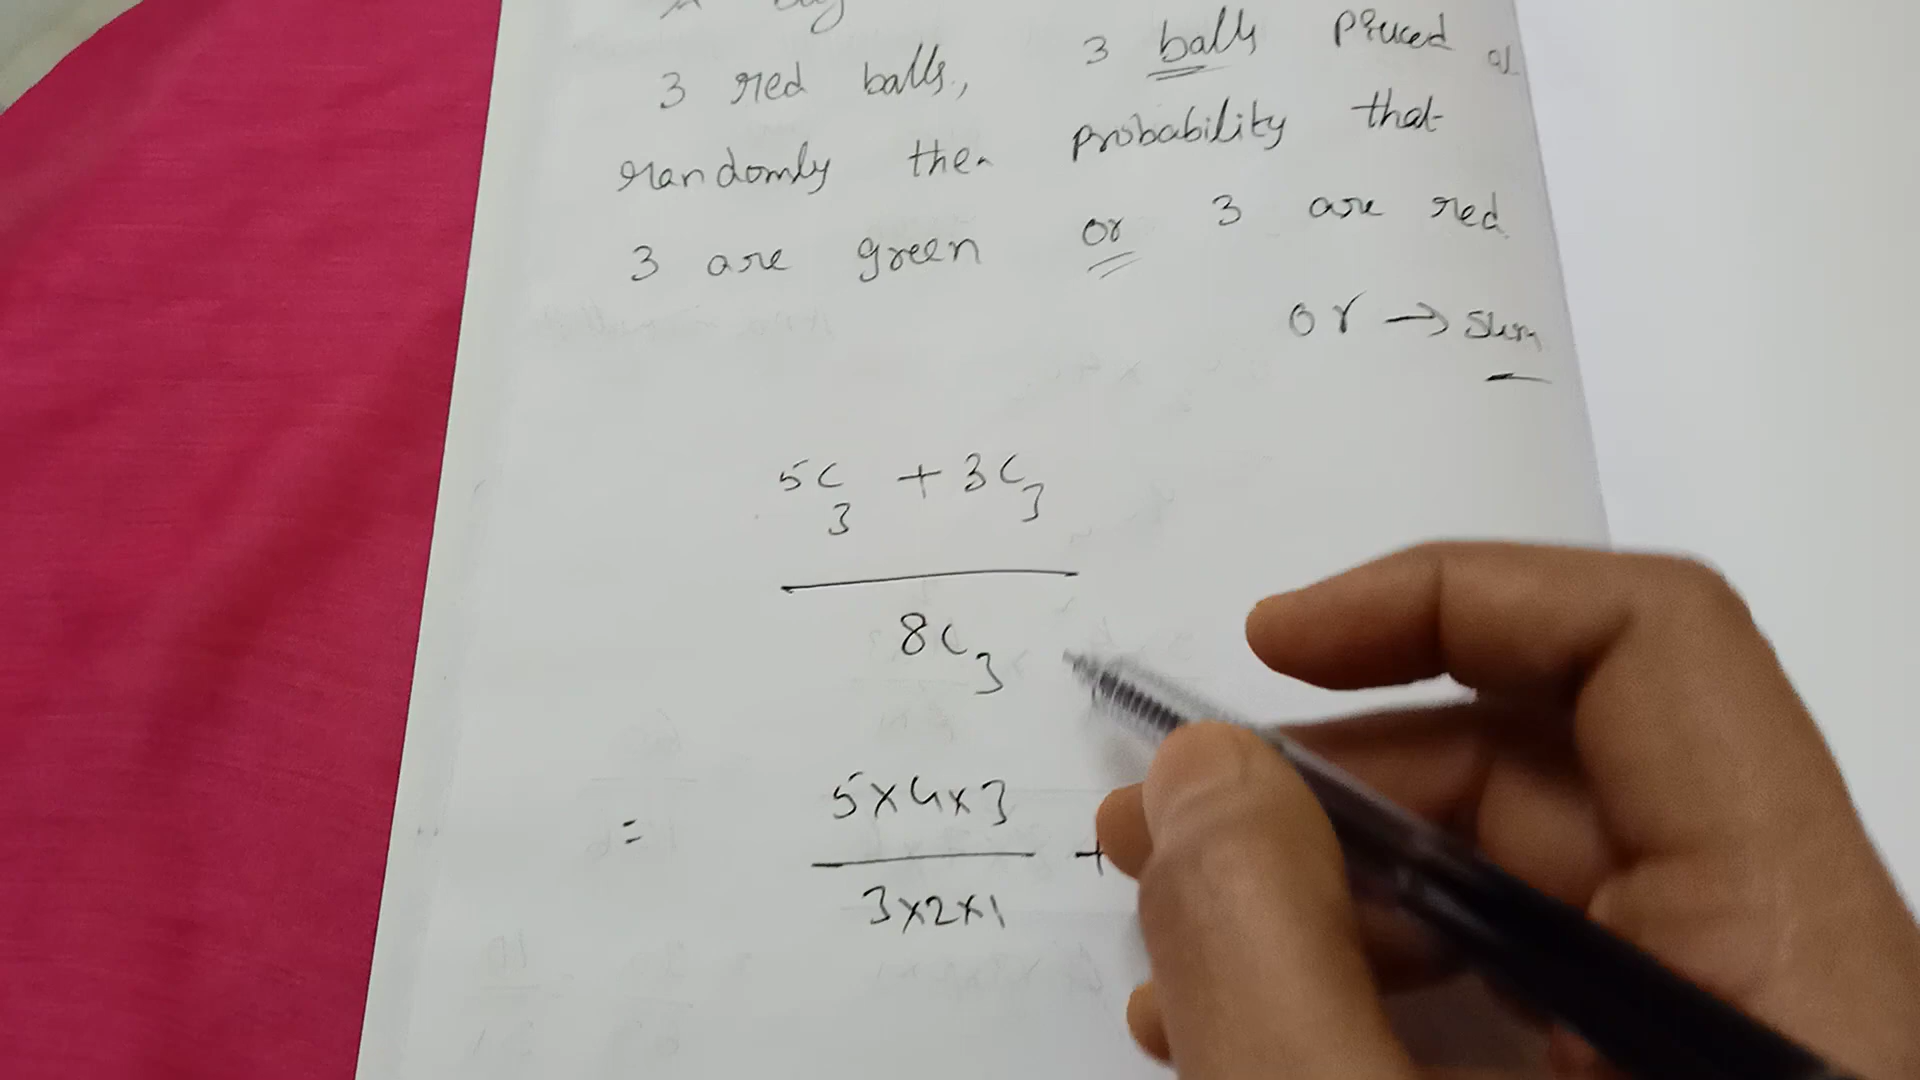 3 red balls, 3 balls
randomly then probability that
3 are green or 3 are red
or → sum
5C3 + 3C3
8C3
= 5×4×3 +
3×2×1